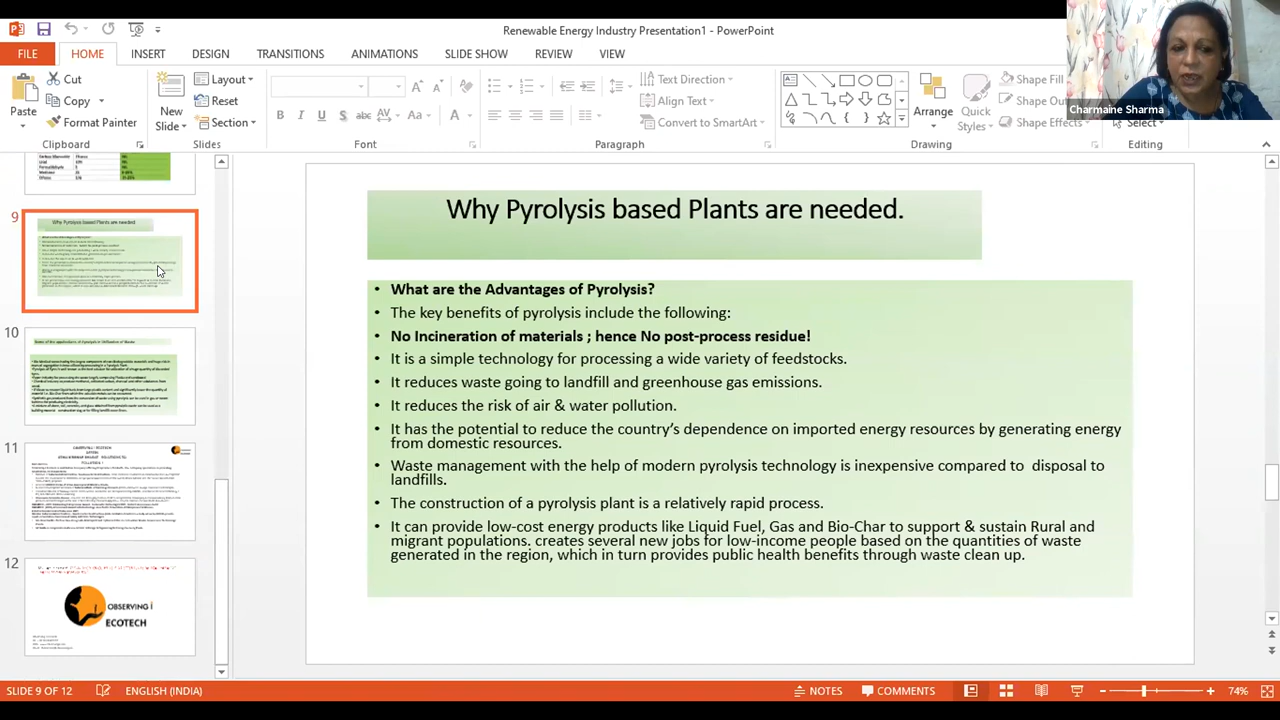 Renewable Energy Industry Presentation1 - PowerPoint
FILE HOME INSERT DESIGN TRANSITIONS ANIMATIONS SLIDE SHOW REVIEW VIEW
Charmaine Sharma
Cut
Copy
Format Painter
Paste
Clipboard
New
Slide
Layout
Reset
Section
Slides
Font
Text Direction
Align Text
Convert to SmartArt
Paragraph
Arrange
Quick
Styles
Shape Fill
Shape
Shape Effects
Drawing
Select
Editing
9
Why Pyrolysis based Plants are needed.
10
11
12
OBSERVING i
ECOTECH
Why Pyrolysis based Plants are needed.
• What are the Advantages of Pyrolysis?
• The key benefits of pyrolysis include the following:
• No Incineration of materials ; hence No post-process residue!
• It is a simple technology for processing a wide variety of feedstocks.
• It reduces waste going to landfill and greenhouse gas emissions.
• It reduces the risk of air & water pollution.
• It has the potential to reduce the country's dependence on imported energy resources by generating energy
from domestic resources.
• Waste management with the help of modern pyrolysis technology is inexpensive compared to disposal to
landfills.
• The construction of a pyrolysis plant is a relatively rapid process.
• It can provide low-cost energy products like Liquid Fuel, Gas and Bio-Char to support & sustain Rural and
migrant populations. creates several new jobs for low-income people based on the quantities of waste
generated in the region, which in turn provides public health benefits through waste clean up.
SLIDE 9 OF 12 ENGLISH (INDIA) NOTES COMMENTS 74%